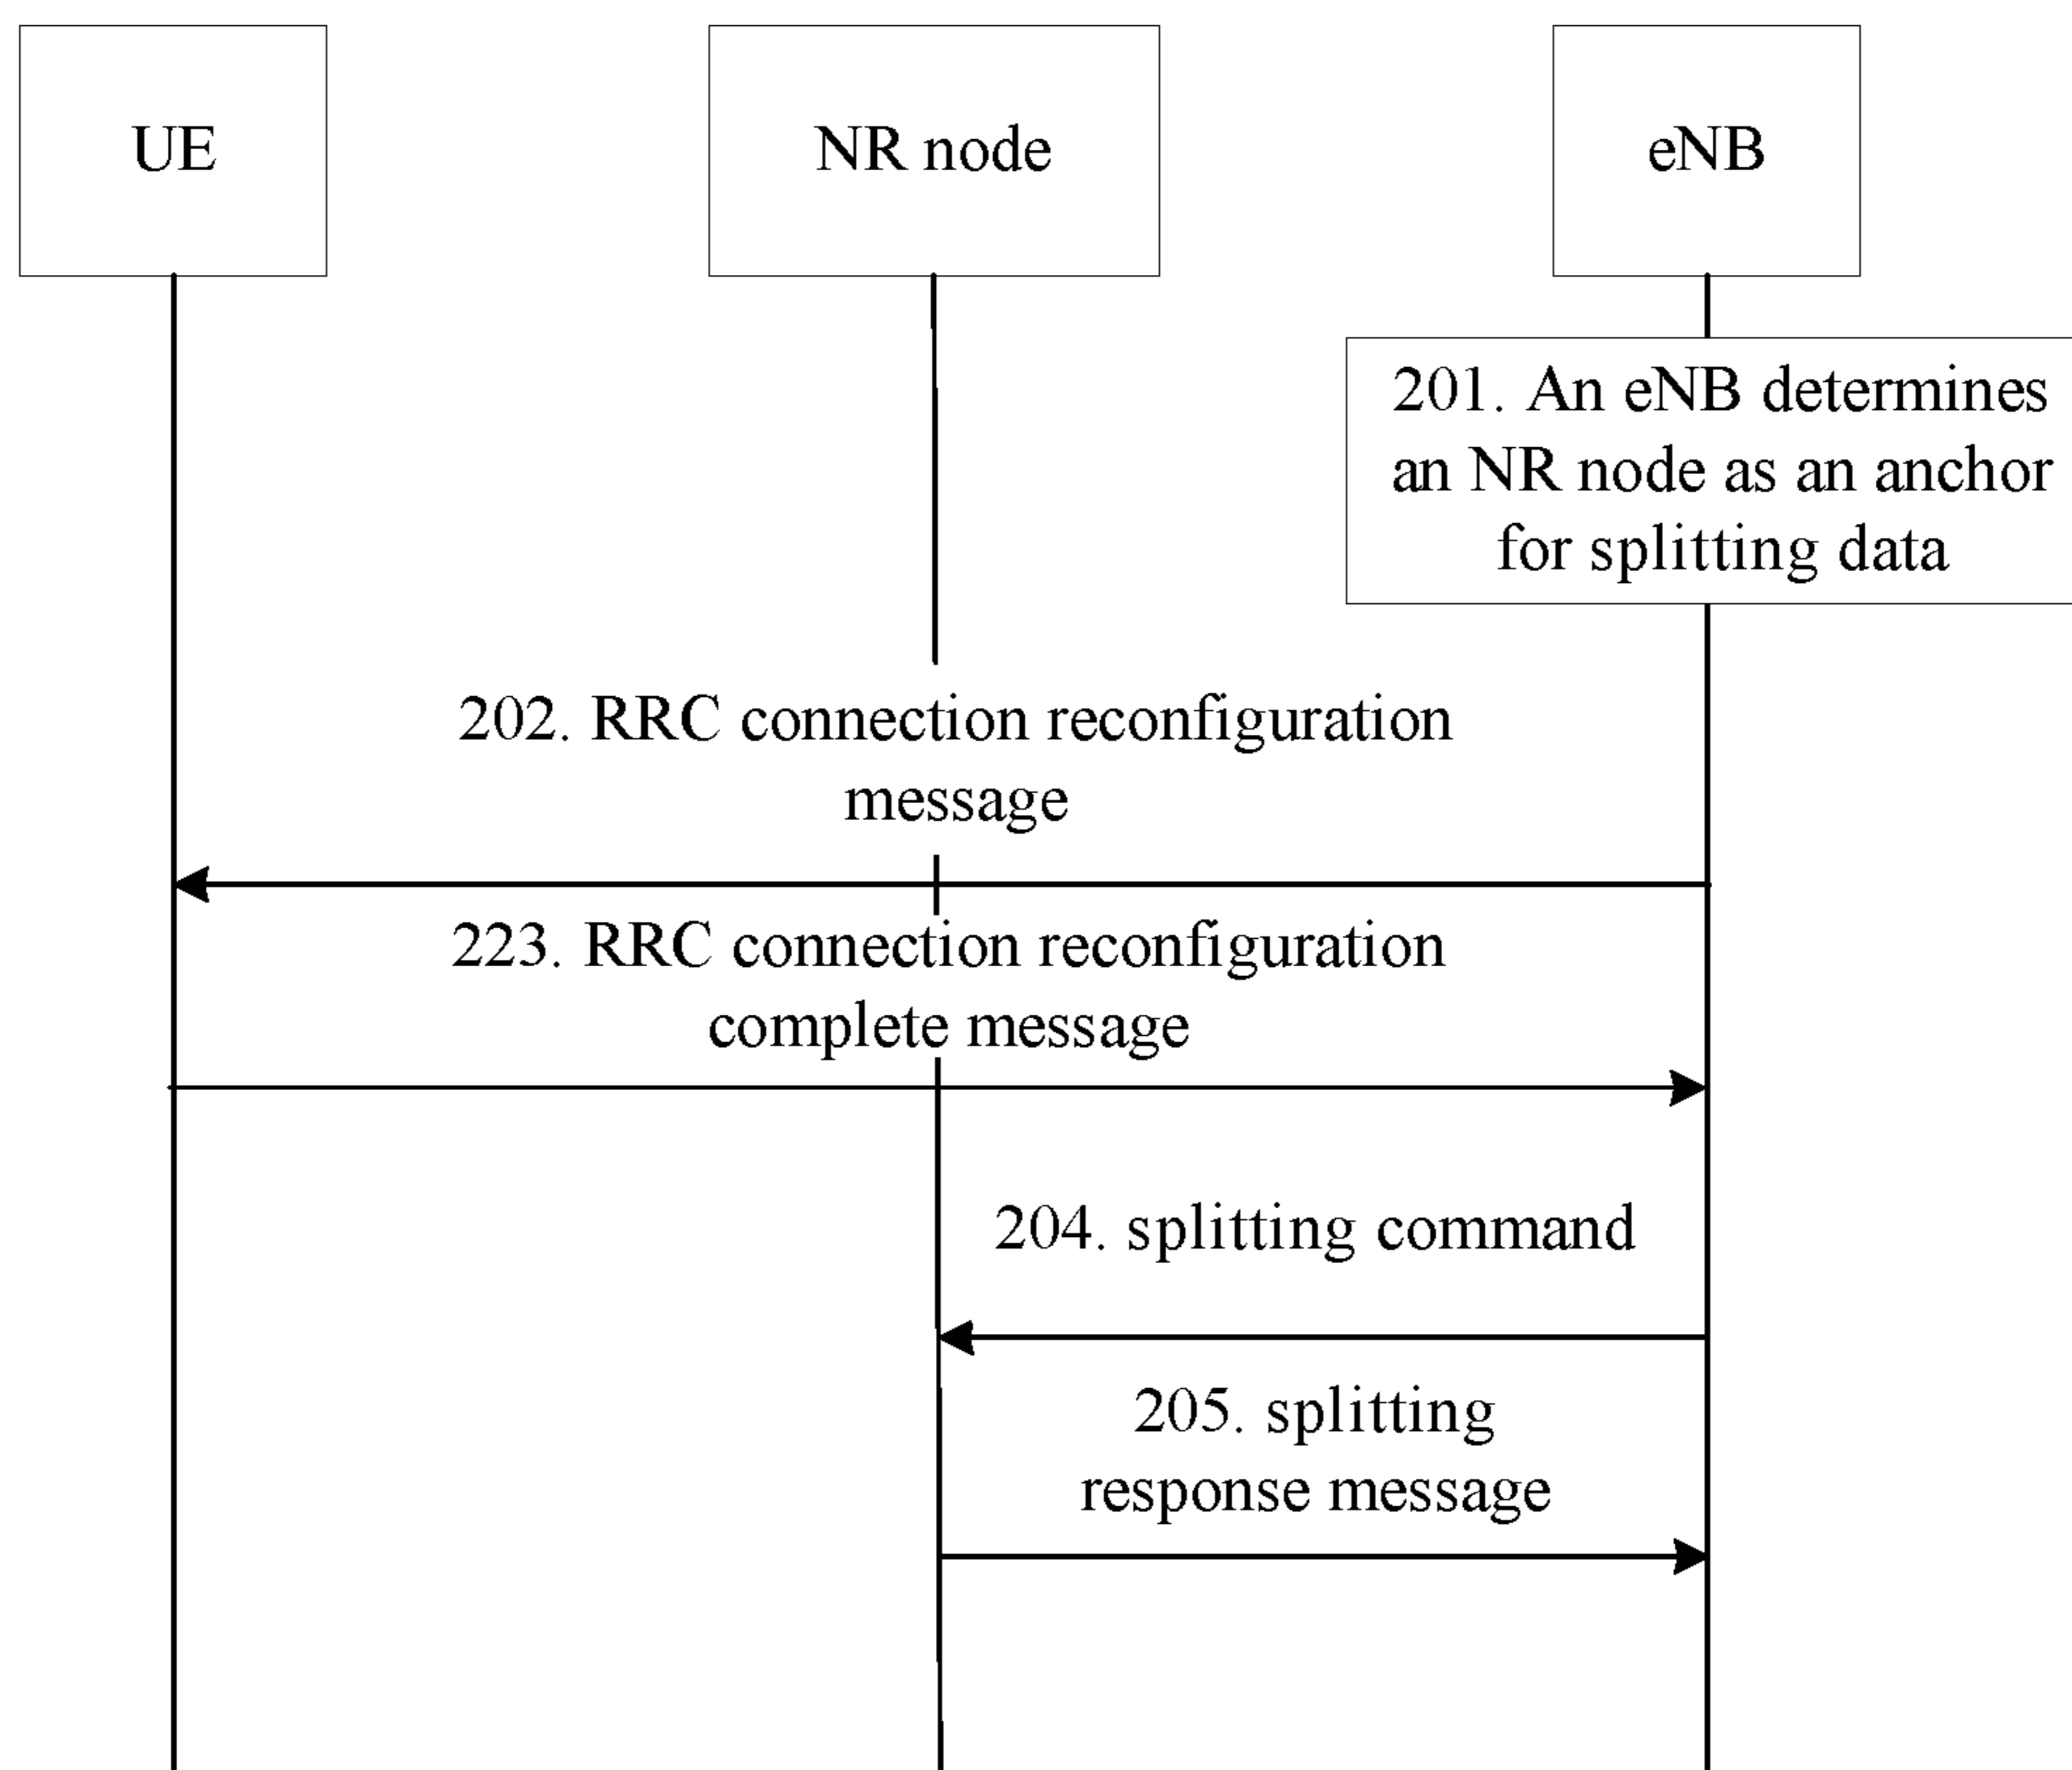 UE
NR node
eNB
201. An eNB determines
an NR node as an anchor
for splitting data
202. RRC connection reconfiguration
message
223. RRC connection reconfiguration
complete message
204. splitting command
205. splitting
response message